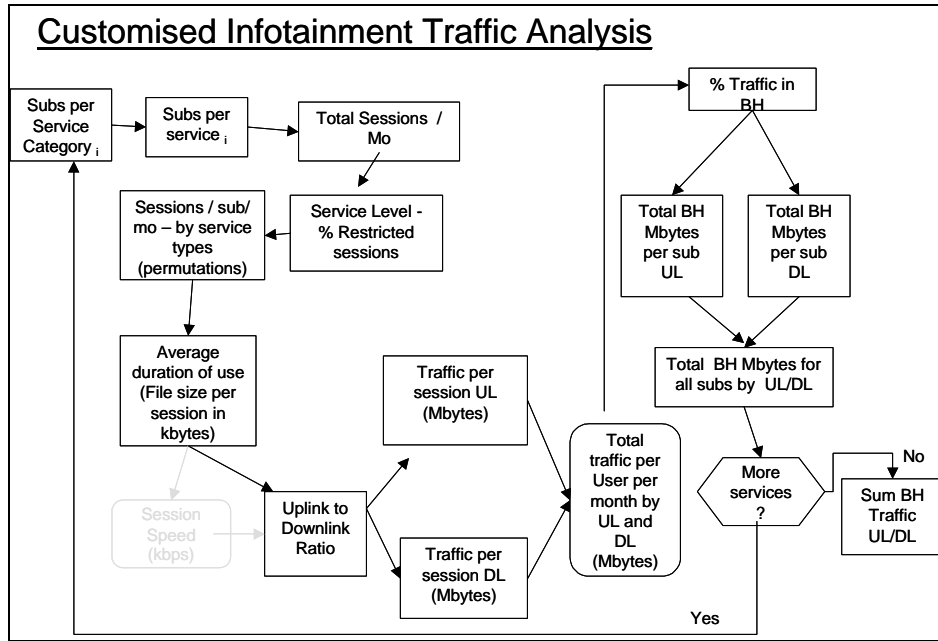 Customised Infotainment Traffic Analysis
Subs per
Service
Category i
Subs per
service i
Total Sessions /
Mo
Service Level -
% Restricted
sessions
Sessions / sub/
mo – by service
types
(permutations)
Average
duration of use
(File size per
session in
kbytes)
Session
Speed
(kbps)
Uplink to
Downlink
Ratio
Traffic per
session UL
(Mbytes)
Traffic per
session DL
(Mbytes)
Total
traffic per
User per
month by
UL and
DL
(Mbytes)
% Traffic in
BH
Total BH
Mbytes
per sub
UL
Total BH
Mbytes
per sub
DL
Total BH Mbytes for
all subs by UL/DL
More
services
?
No
Sum BH
Traffic
UL/DL
Yes